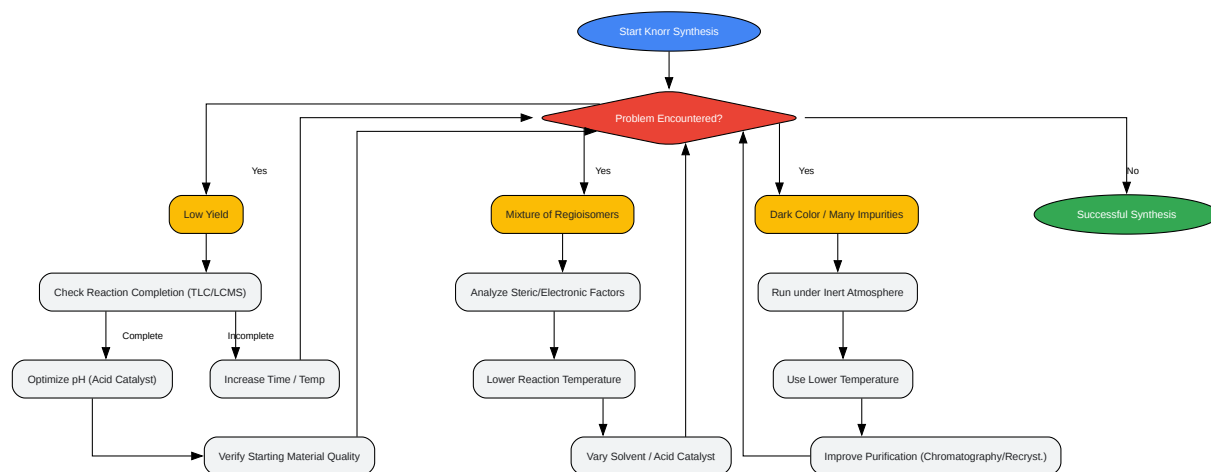 Start Knorr Synthesis
Problem Encountered?
Yes
Yes
Yes
No
Low Yield
Mixture of Regioisomers
Dark Color / Many Impurities
Successful Synthesis
Check Reaction Completion (TLC/LCMS)
Analyze Steric/Electronic Factors
Run under Inert Atmosphere
Complete
Incomplete
Optimize pH (Acid Catalyst)
Increase Time / Temp
Lower Reaction Temperature
Use Lower Temperature
Verify Starting Material Quality
Vary Solvent / Acid Catalyst
Improve Purification (Chromatography/Recryst.)